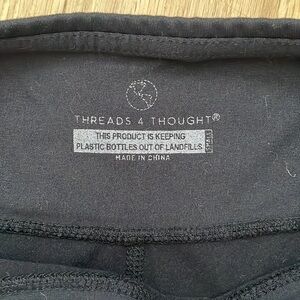 THREADS 4 THOUGHT®
THIS PRODUCT IS KEEPING
PLASTIC BOTTLES OUT OF LANDFILLS
MADE IN CHINA